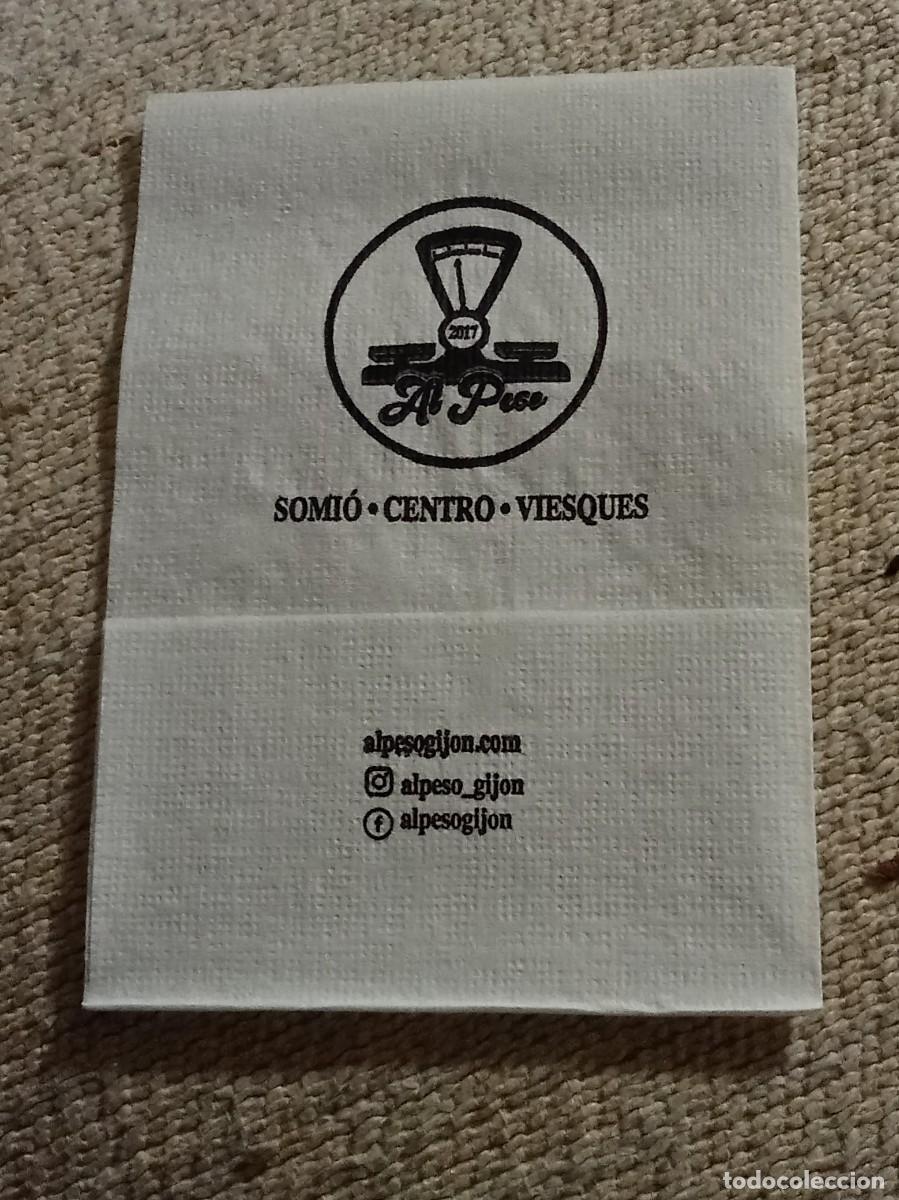 2017
Al Peso
SOMIÓ • CENTRO • VIESQUES
alpesogijon.com
alpeso_gijon
alpesogijon
todocoleccion